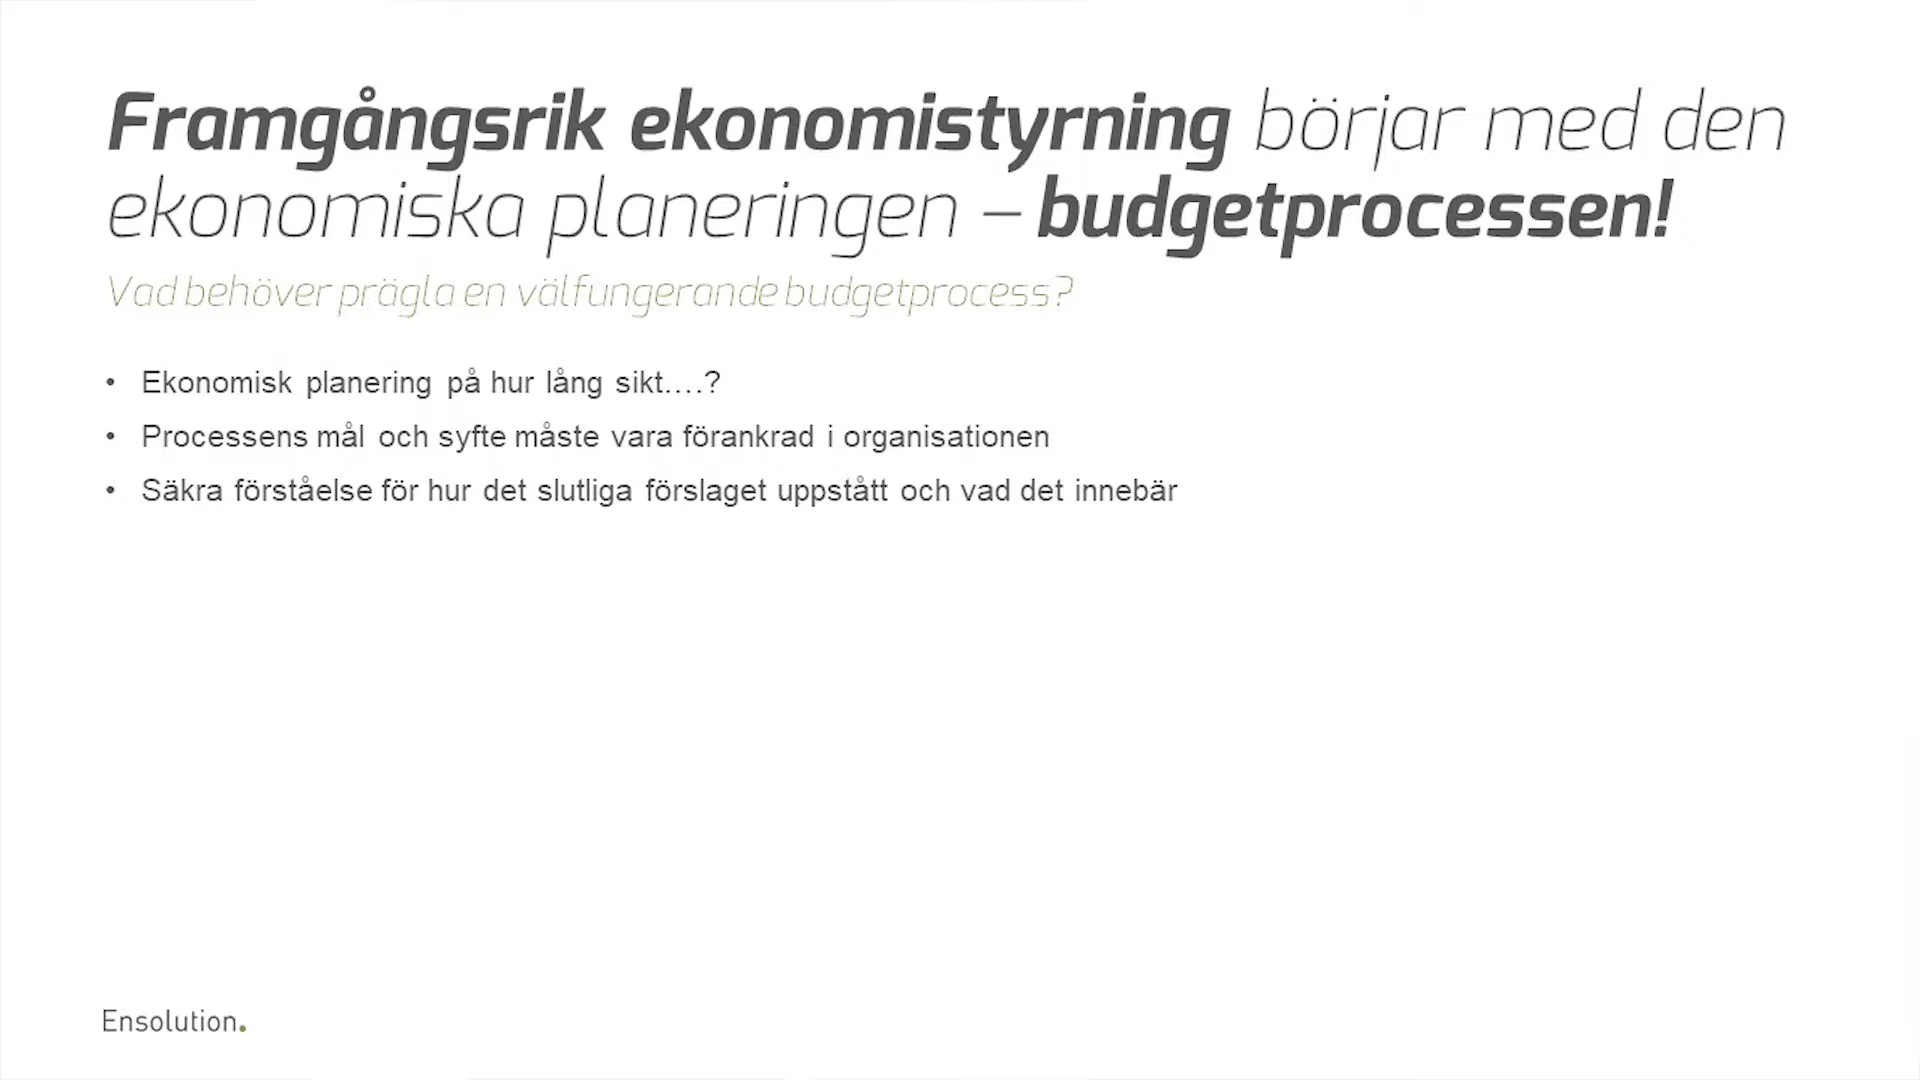 Framgångsrik ekonomistyrning börjar med den
ekonomiska planeringen – budgetprocessen!
Vad behöver prägla en välfungerande budgetprocess?
• Ekonomisk planering på hur lång sikt….?
• Processens mål och syfte måste vara förankrad i organisationen
• Säkra förståelse för hur det slutliga förslaget uppstått och vad det innebär
Ensolution.